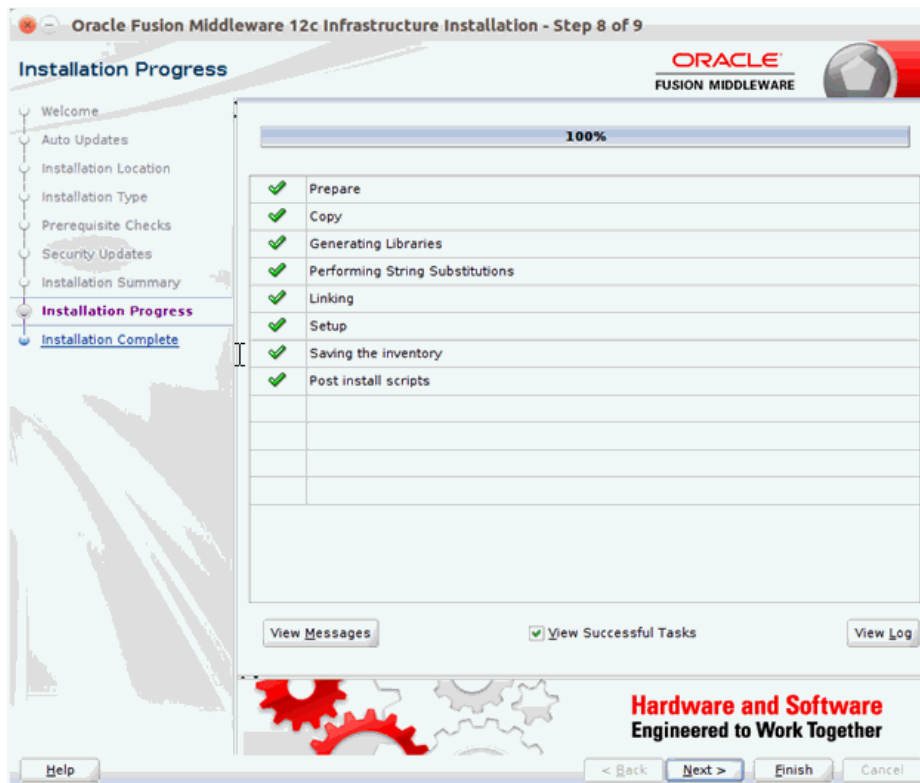 Oracle Fusion Middleware 12c Infrastructure Installation - Step 8 of 9
Installation Progress
ORACLE
FUSION MIDDLEWARE
Welcome
Auto Updates
Installation Location
Installation Type
Prerequisite Checks
Security Updates
Installation Summary
Installation Progress
Installation Complete
100%
Prepare
Copy
Generating Libraries
Performing String Substitutions
Linking
Setup
Saving the inventory
Post install scripts
View Messages
View Successful Tasks
View Log
Hardware and Software
Engineered to Work Together
Help
< Back
Next >
Finish
Cancel